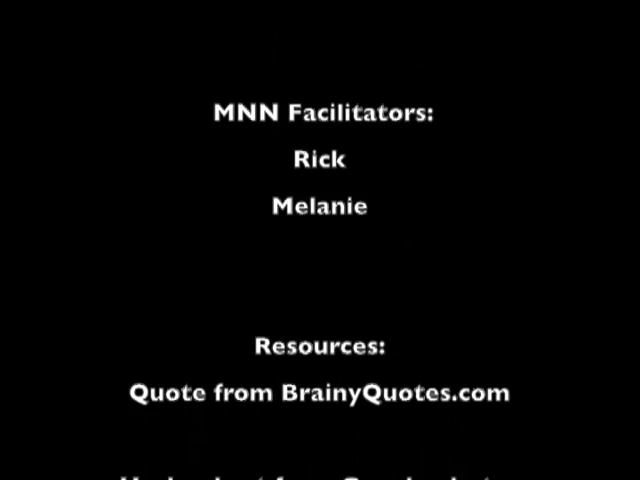 MNN Facilitators:
Rick
Melanie
Resources:
Quote from BrainyQuotes.com